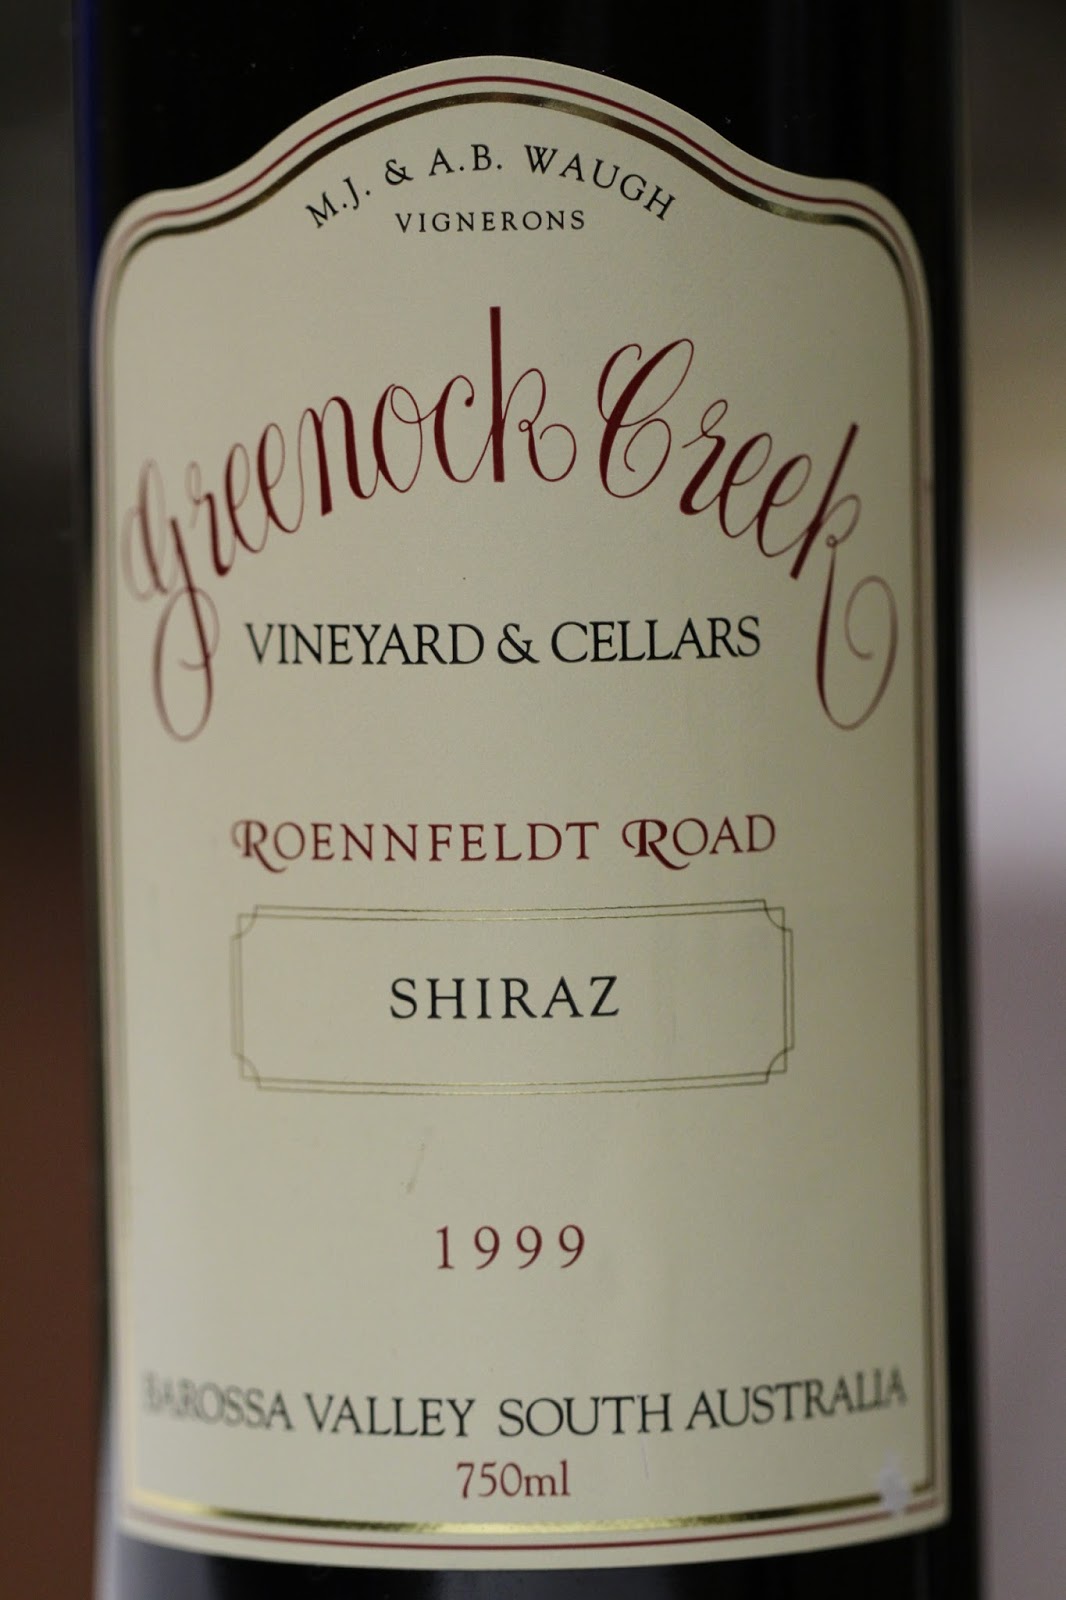 M.J. & A.B. WAUGH
VIGNERONS
Greenock Creek
VINEYARD & CELLARS
ROENNFELDT ROAD
SHIRAZ
1999
BAROSSA VALLEY SOUTH AUSTRALIA
750ml